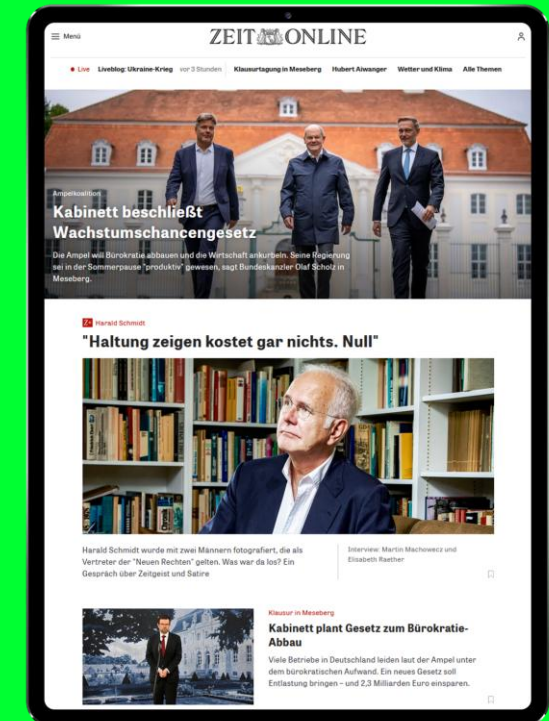 Menü
ZEIT ONLINE
Live Liveblog: Ukraine-Krieg vor 3 Stunden Klausurtagung in Meseberg Hubert Aiwanger Wetter und Klima Alle Themen
Ampelkoalition
Kabinett beschließt
Wachstumschancengesetz
Die Ampel will Bürokratie abbauen und die Wirtschaft ankurbeln. Seine Regierung
sei in der Sommerpause "produktiv" gewesen, sagt Bundeskanzler Olaf Scholz in
Meseberg.
Z+ Harald Schmidt
"Haltung zeigen kostet gar nichts. Null"
Harald Schmidt wurde mit zwei Männern fotografiert, die als
Vertreter der "Neuen Rechten" gelten. Was war da los? Ein
Gespräch über Zeitgeist und Satire
Interview: Martin Machowecz und
Elisabeth Raether
Klausur in Meseberg
Kabinett plant Gesetz zum Bürokratie-
Abbau
Viele Betriebe in Deutschland leiden laut der Ampel unter
dem bürokratischen Aufwand. Ein neues Gesetz soll
Entlastung bringen – und 2,3 Milliarden Euro einsparen.